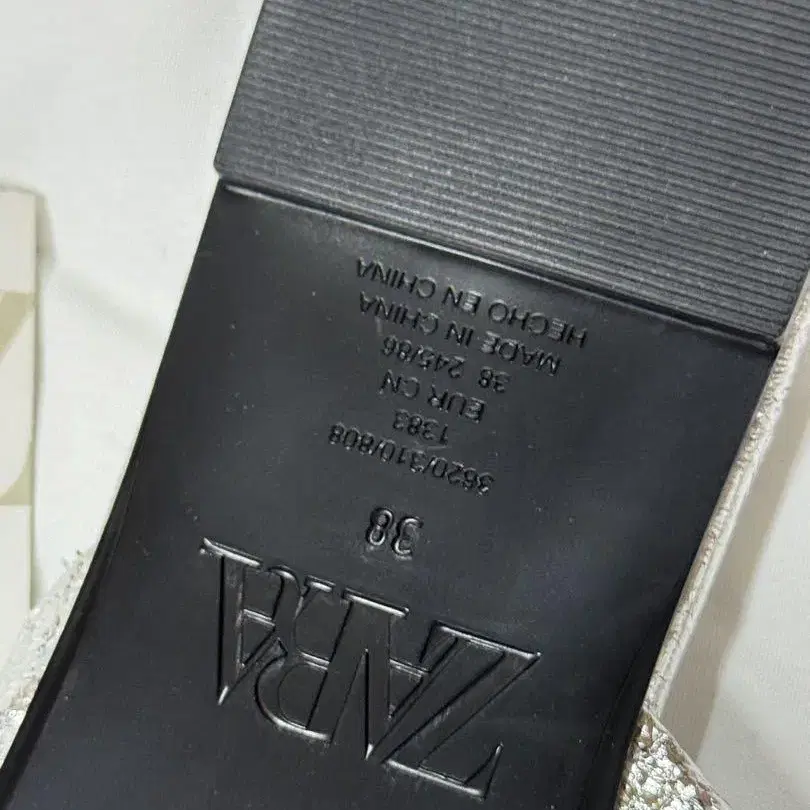 ZARA
38
3620/310/808
1383
EUR CN
38 245/86
MADE IN CHINA
HECHO EN CHINA